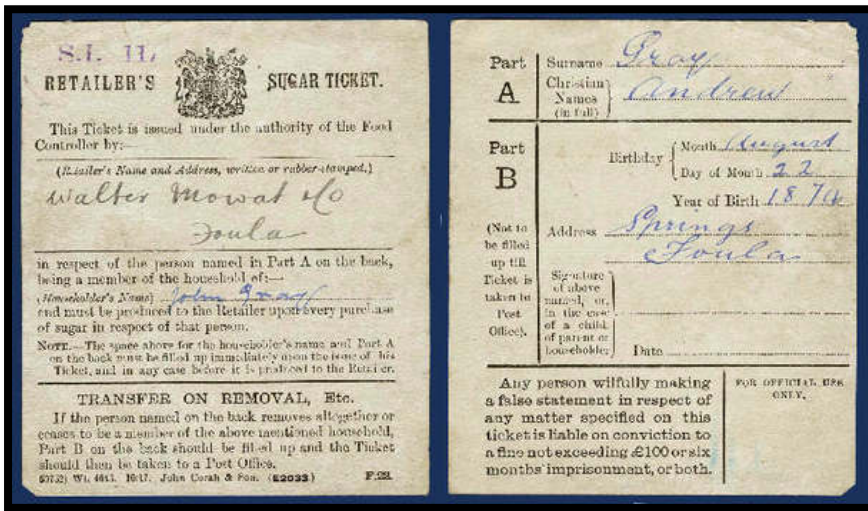 S.L. 11.
RETAILER'S SUGAR TICKET.
This Ticket is issued under the authority of the Food
Controller by:—
(Retailer's Name and Address, written or rubber-stamped.)
Walter Mowat & Co
Foula
in respect of the person named in Part A on the back,
being a member of the household of:—
(Householder's Name) John Gray
and must be produced to the Retailer upon every purchase
of sugar in respect of that person.
NOTE.—The space above for the householder's name and Part A
on the back must be filled up immediately upon the issue of this
Ticket, and in any case before it is produced to the Retailer.
TRANSFER ON REMOVAL, Etc.
If the person named on the back removes altogether or
ceases to be a member of the above mentioned household,
Part B on the back should be filled up and the Ticket
should then be taken to a Post Office.
Wt. 10/17. John Corah & Son. (E2033) F.22.
Part A
Surname Gray
Christian Names (in full) Andrew
Part B
(Not to
be filled
up till
Ticket is
taken to
Post
Office).
Birthday Month August
Day of Month 22
Year of Birth 187
Address Springs
Foula
Signature
of above
named, or,
in the case
of a child
of parent or
householder
Date
Any person wilfully making
a false statement in respect of
any matter specified on this
ticket is liable on conviction to
a fine not exceeding £100 or six
months' imprisonment, or both.
FOR OFFICIAL USE
ONLY.